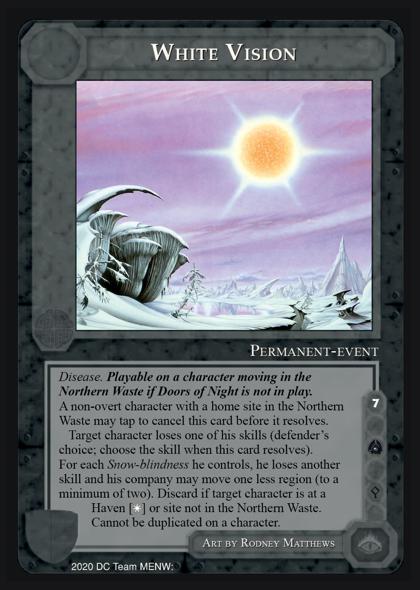 White Vision
Permanent-event
Disease. Playable on a character moving in the
Northern Waste if Doors of Night is not in play.
A non-overt character with a home site in the Northern
Waste may tap to cancel this card before it resolves.
Target character loses one of his skills (defender's
choice; choose the skill when this card resolves).
For each Snow-blindness he controls, he loses another
skill and his company may move one less region (to a
minimum of two). Discard if target character is at a
Haven [☀] or site not in the Northern Waste.
Cannot be duplicated on a character.
7
Art by Rodney Matthews
2020 DC Team MENW: